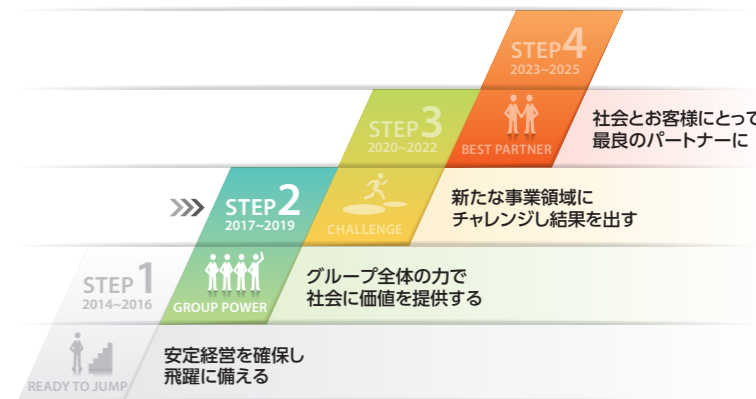 STEP4
2023~2025
BEST PARTNER
社会とお客様にとって
最良のパートナーに
STEP3
2020~2022
CHALLENGE
新たな事業領域に
チャレンジし結果を出す
STEP2
2017~2019
GROUP POWER
グループ全体の力で
社会に価値を提供する
STEP1
2014~2016
READY TO JUMP
安定経営を確保し
飛躍に備える